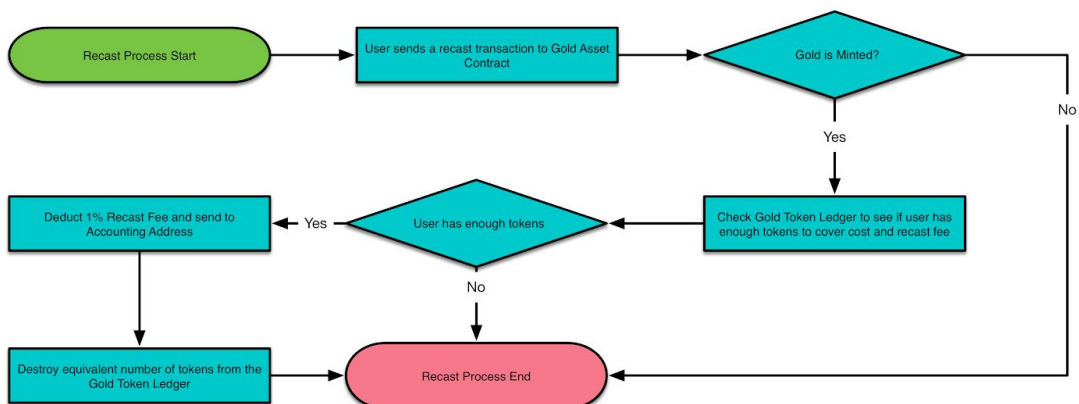 Recast Process Start
User sends a recast transaction to Gold Asset
Contract
Gold is Minted?
No
Yes
Check Gold Token Ledger to see if user has
enough tokens to cover cost and recast fee
User has enough tokens
Yes
Deduct 1% Recast Fee and send to
Accounting Address
No
Destroy equivalent number of tokens from the
Gold Token Ledger
Recast Process End